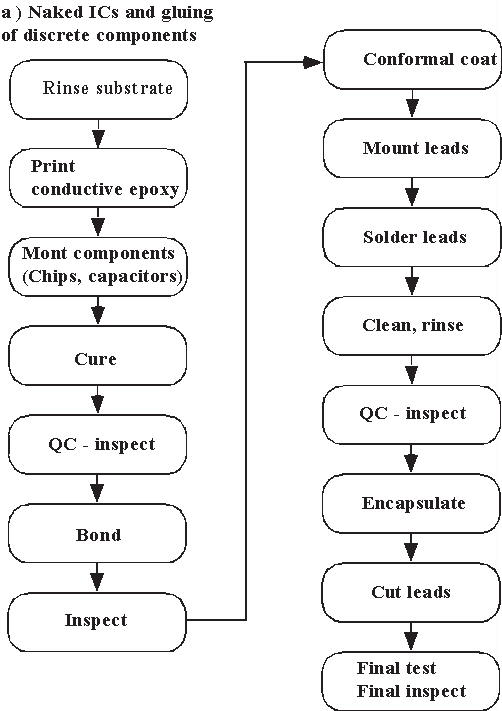 a ) Naked ICs and gluing
of discrete components
Rinse substrate
Print
conductive epoxy
Mont components
(Chips, capacitors)
Cure
QC - inspect
Bond
Inspect
Conformal coat
Mount leads
Solder leads
Clean, rinse
QC - inspect
Encapsulate
Cut leads
Final test
Final inspect